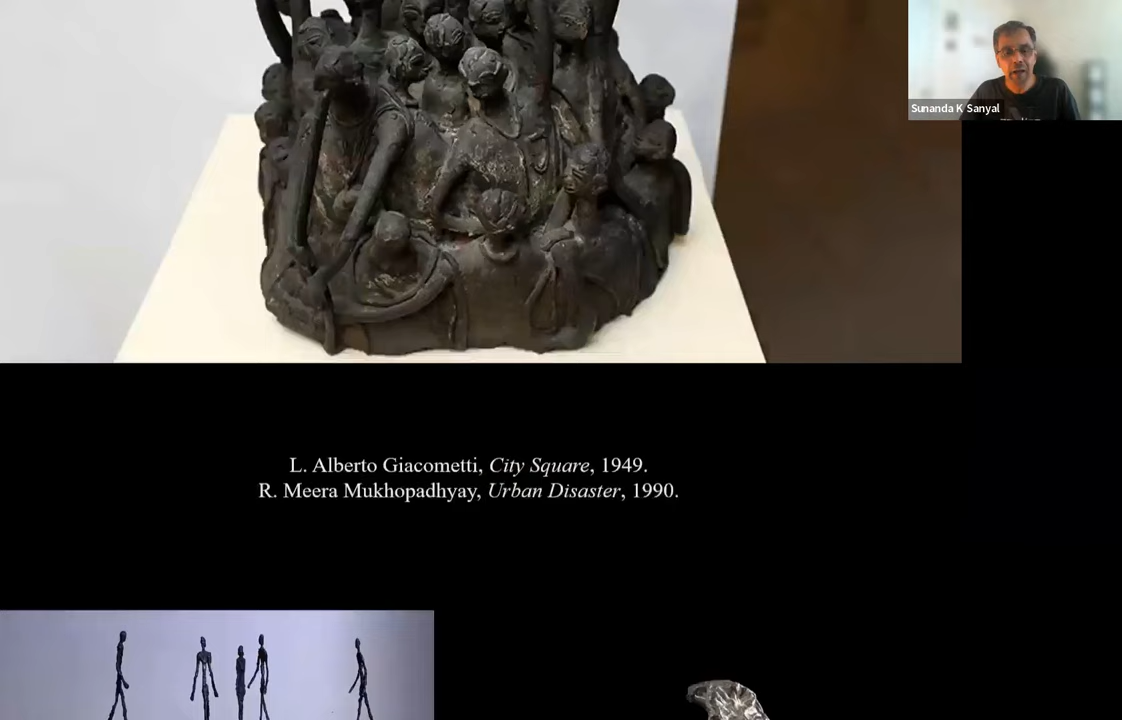 Sunanda K Sanyal
L. Alberto Giacometti, City Square, 1949.
R. Meera Mukhopadhyay, Urban Disaster, 1990.